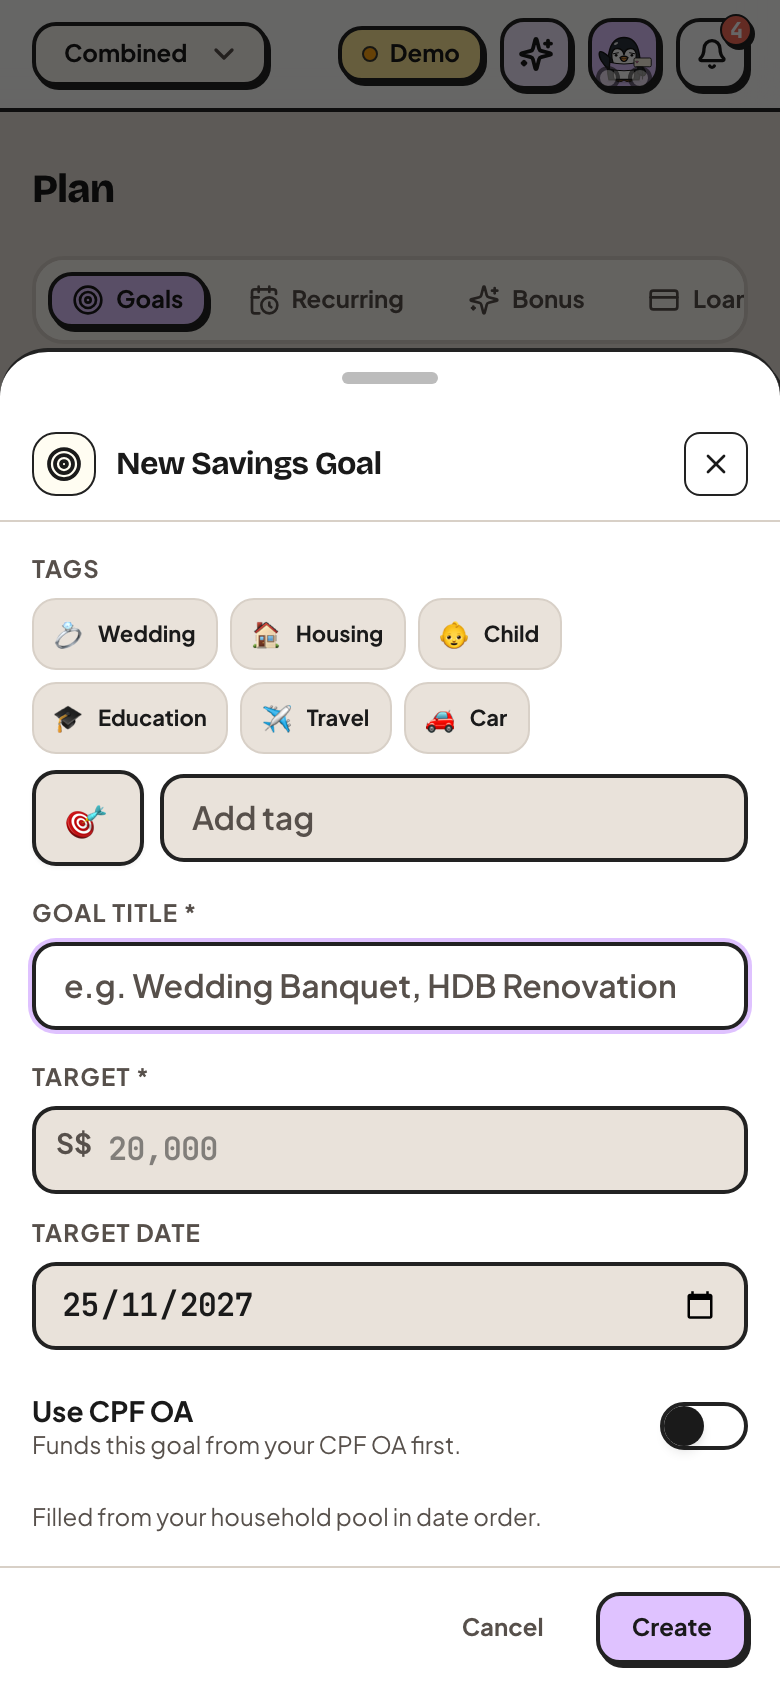 Combined
Demo
4
Plan
Goals
Recurring
Bonus
Loar
New Savings Goal
TAGS
Wedding
Housing
Child
Education
Travel
Car
Add tag
GOAL TITLE *
e.g. Wedding Banquet, HDB Renovation
TARGET *
S$ 20,000
TARGET DATE
25/11/2027
Use CPF OA
Funds this goal from your CPF OA first.
Filled from your household pool in date order.
Cancel
Create